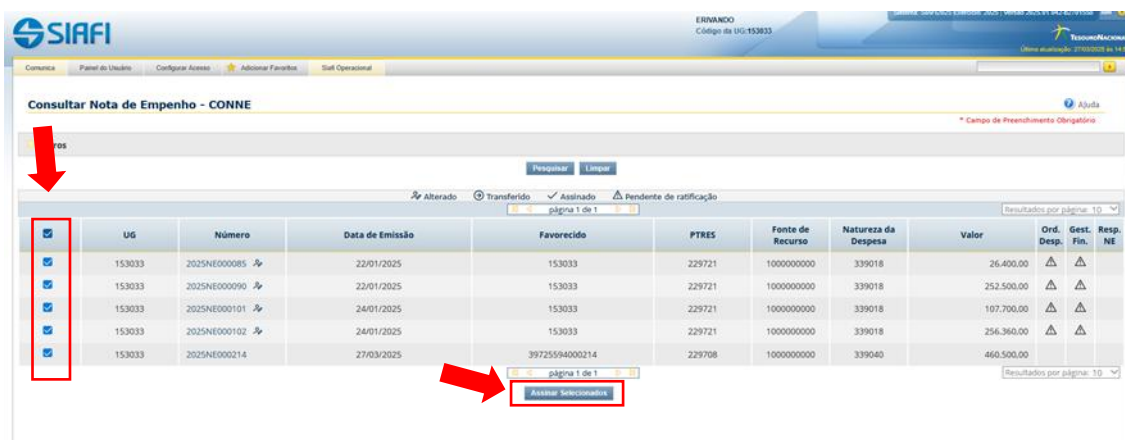 SIAFI
ERIVANDO
Código da UG:153033
TESOURONACIONAL
Comunica Painel do Usuário Configurar Acesso Adicionar Favoritos Siafi Operacional
Consultar Nota de Empenho - CONNE
Ajuda
* Campo de Preenchimento Obrigatório
ros
Pesquisar Limpar
Alterado Transferido Assinado Pendente de ratificação
página 1 de 1 Resultados por página: 10
UG Número Data de Emissão Favorecido PTRES Fonte de Recurso Natureza da Despesa Valor Ord. Desp. Gest. Fin. Resp. NE
153033 2025NE000085 22/01/2025 153033 229721 1000000000 339018 26.400,00
153033 2025NE000090 22/01/2025 153033 229721 1000000000 339018 252.500,00
153033 2025NE000101 24/01/2025 153033 229721 1000000000 339018 107.700,00
153033 2025NE000102 24/01/2025 153033 229721 1000000000 339018 256.360,00
153033 2025NE000214 27/03/2025 39725594000214 229708 1000000000 339040 460.500,00
página 1 de 1 Resultados por página: 10
Assinar Selecionados